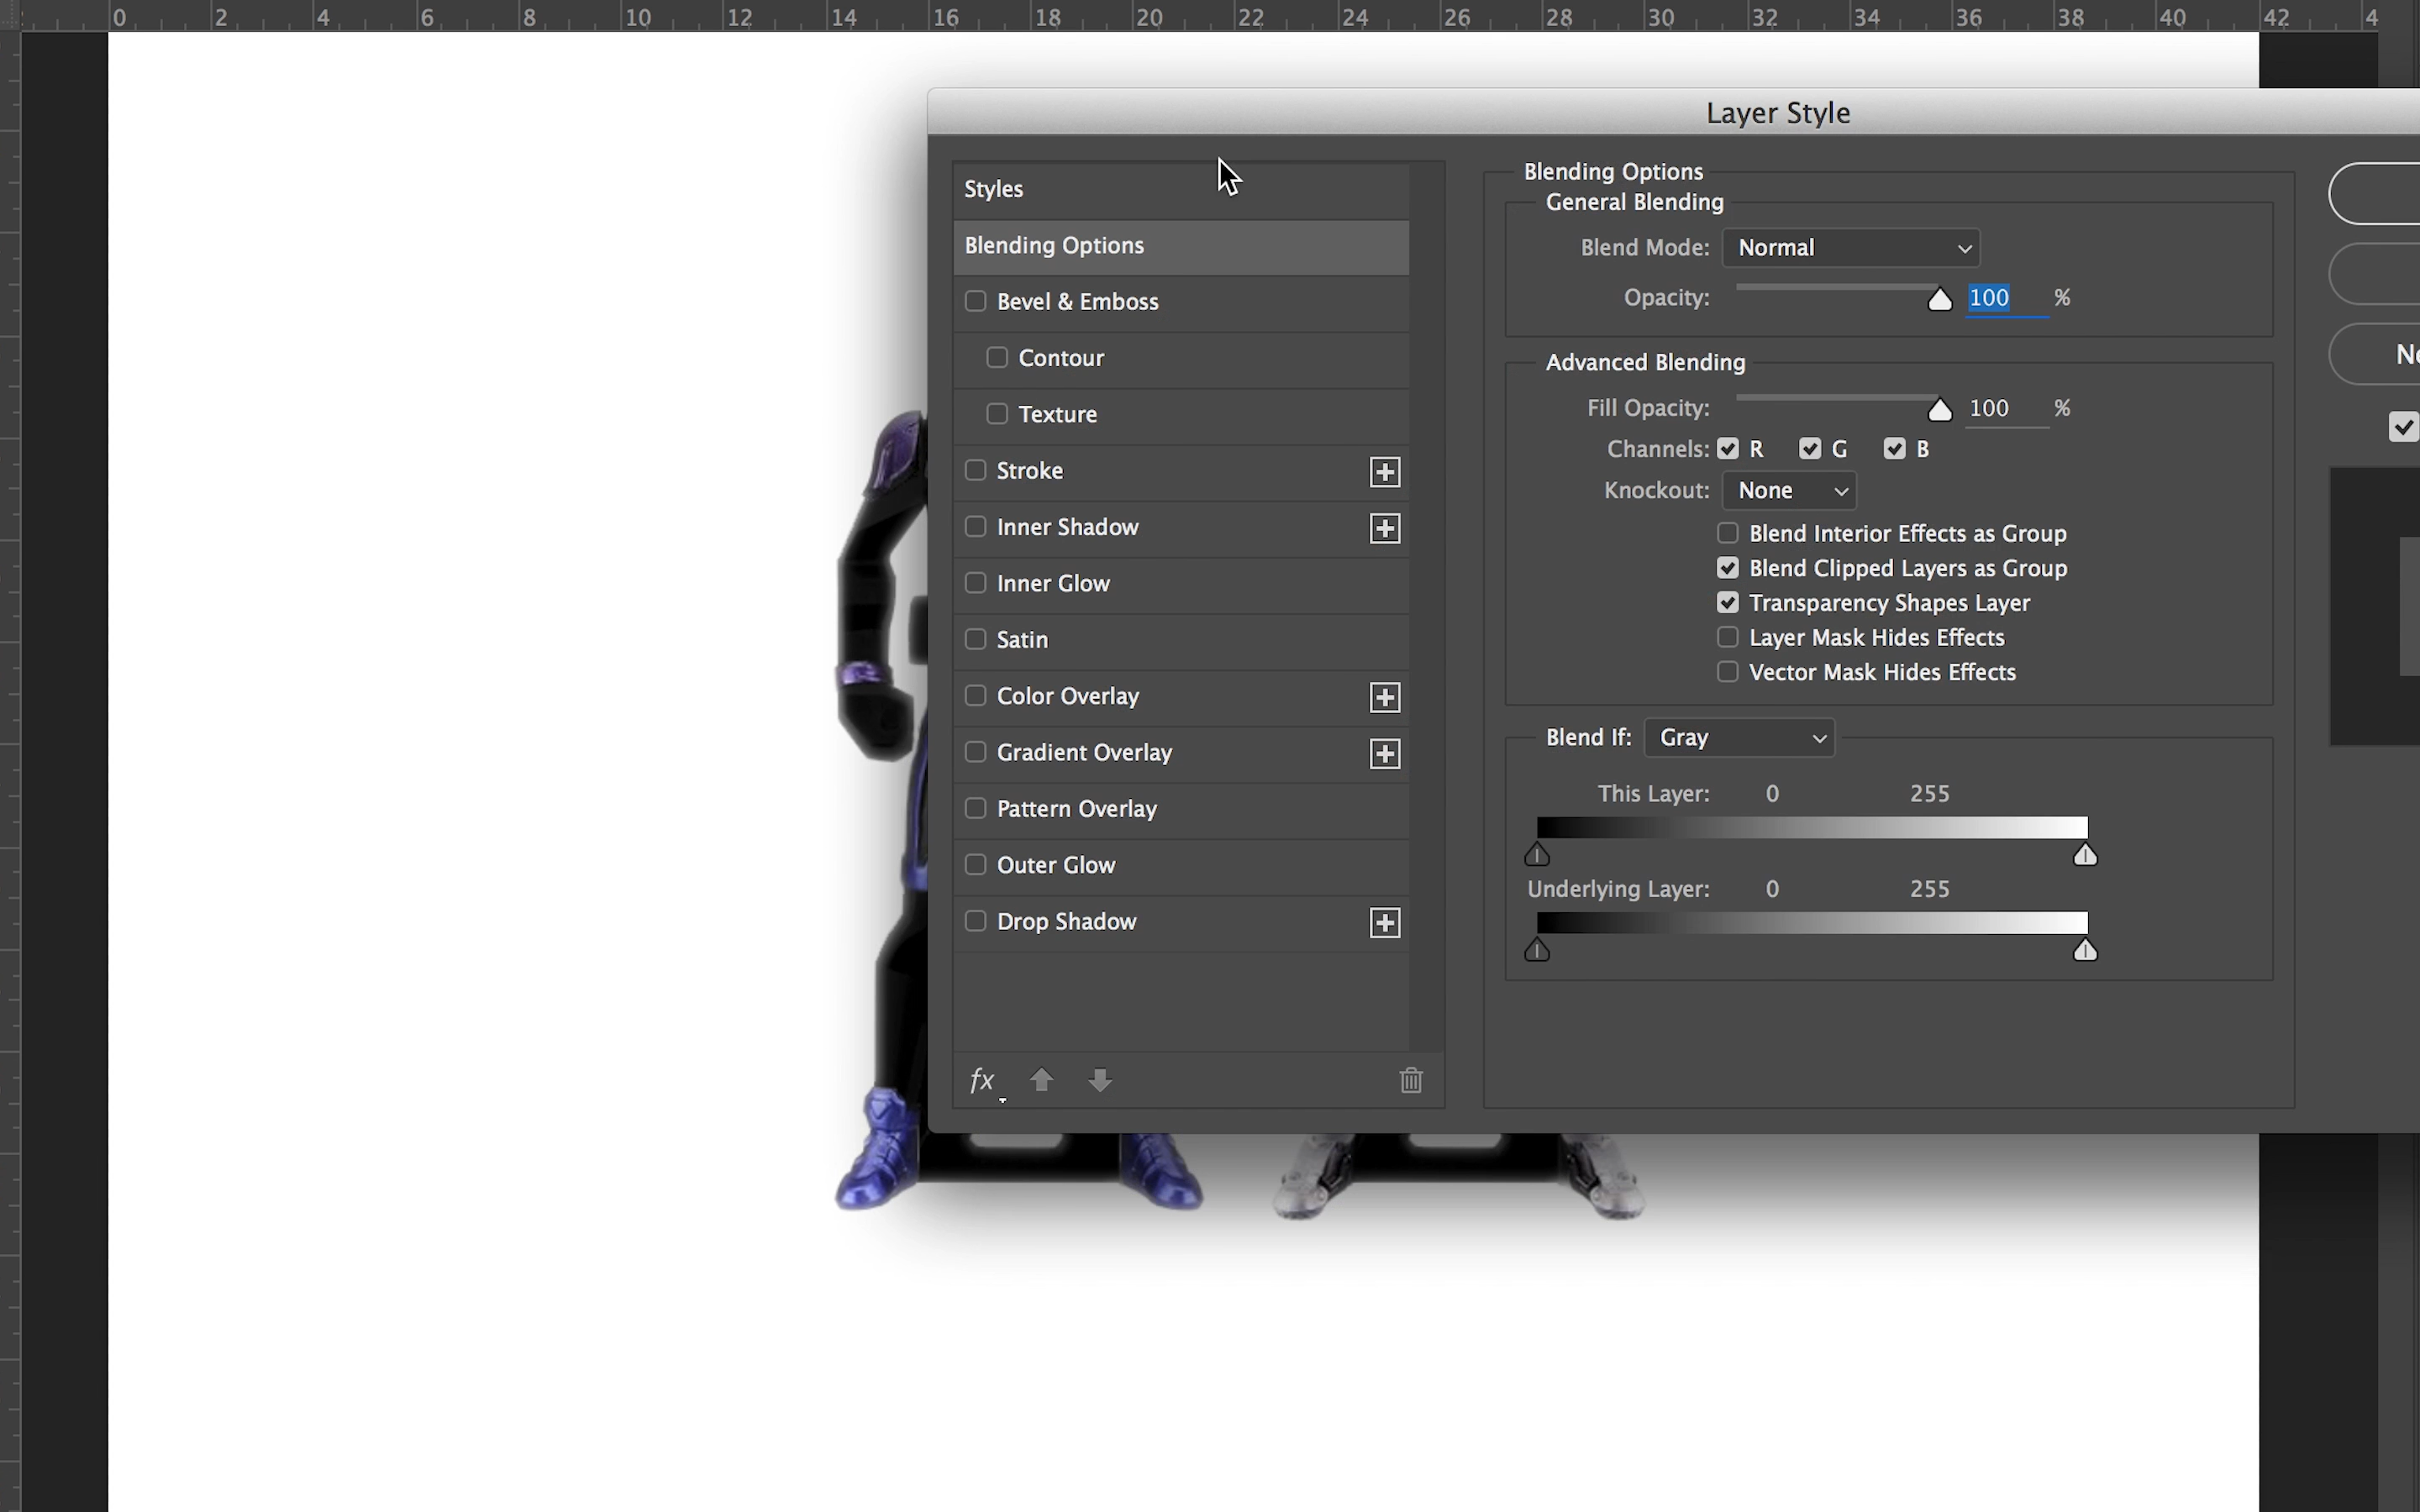 0 2 4 6 8 10 12 14 16 18 20 22 24 26 28 30 32 34 36 38 40 42 4
Layer Style
Styles
Blending Options
Bevel & Emboss
Contour
Texture
Stroke
Inner Shadow
Inner Glow
Satin
Color Overlay
Gradient Overlay
Pattern Overlay
Outer Glow
Drop Shadow
fx
Blending Options
General Blending
Blend Mode: Normal
Opacity: 100 %
Advanced Blending
Fill Opacity: 100 %
Channels: R G B
Knockout: None
Blend Interior Effects as Group
Blend Clipped Layers as Group
Transparency Shapes Layer
Layer Mask Hides Effects
Vector Mask Hides Effects
Blend If: Gray
This Layer: 0 255
Underlying Layer: 0 255